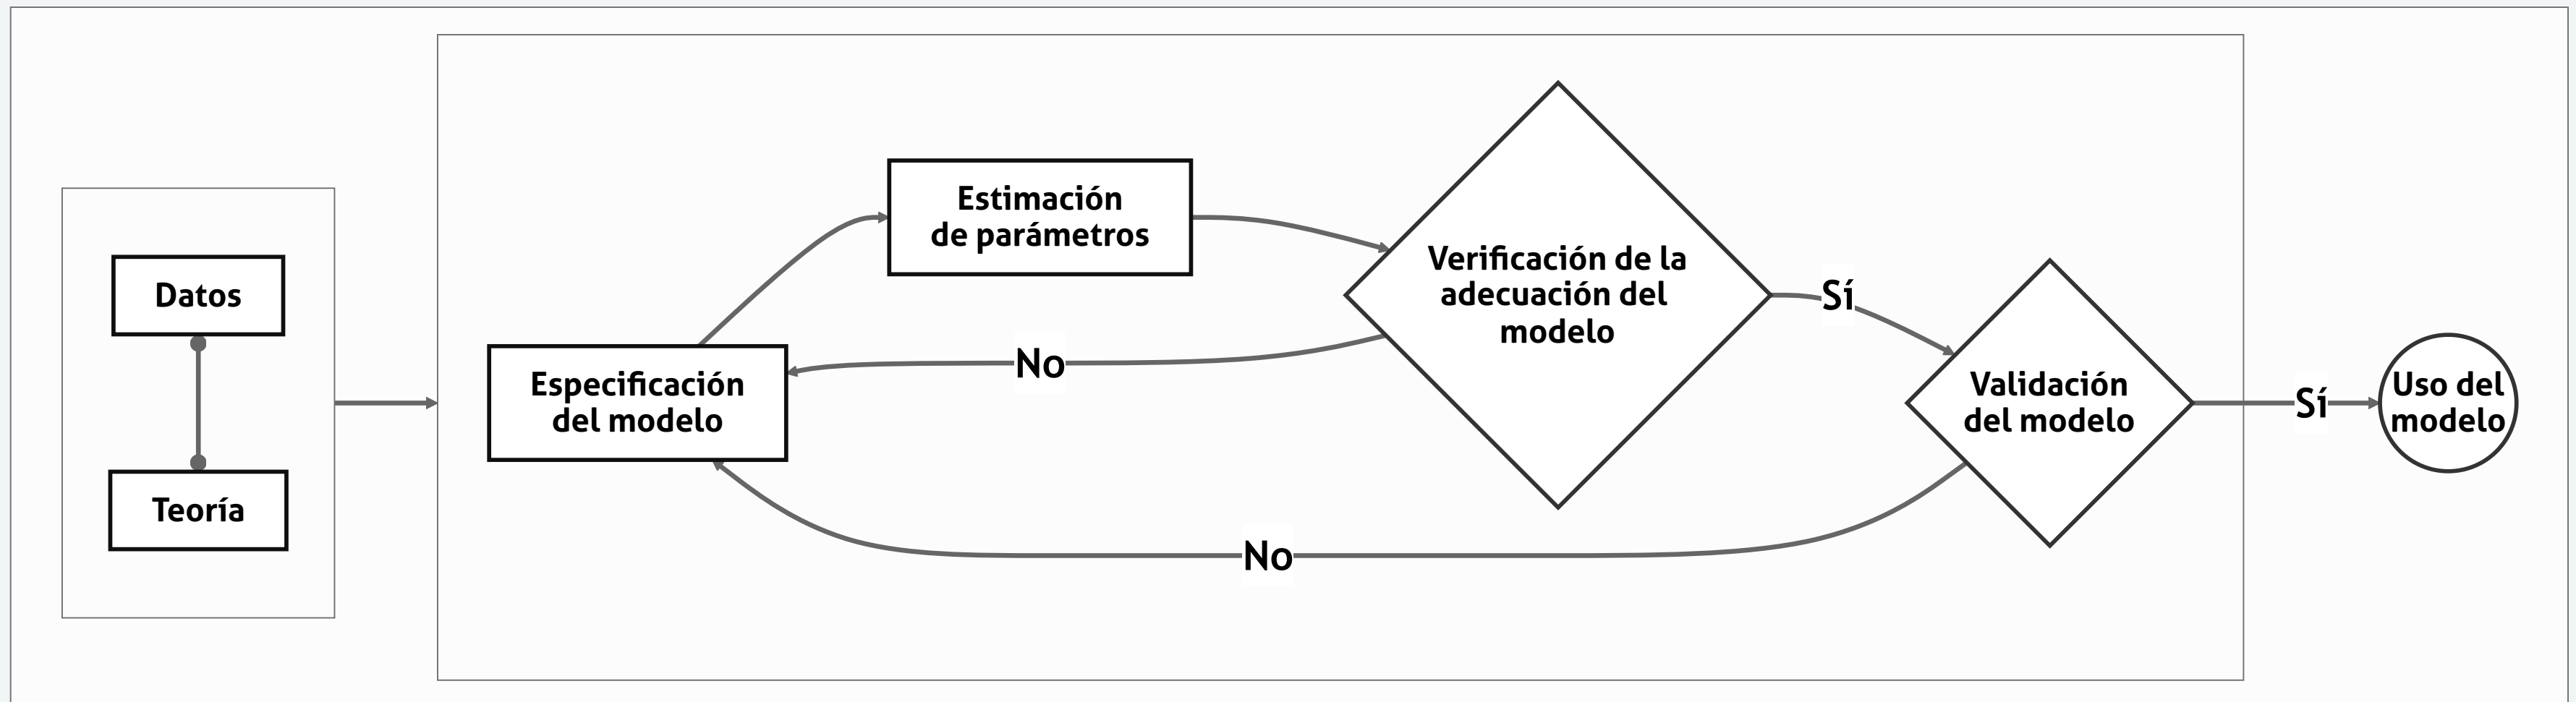 Datos
Teoría
Especificación
del modelo
Estimación
de parámetros
No
No
Verificación de la
adecuación del
modelo
Sí
Validación
del modelo
Sí
Uso del
modelo